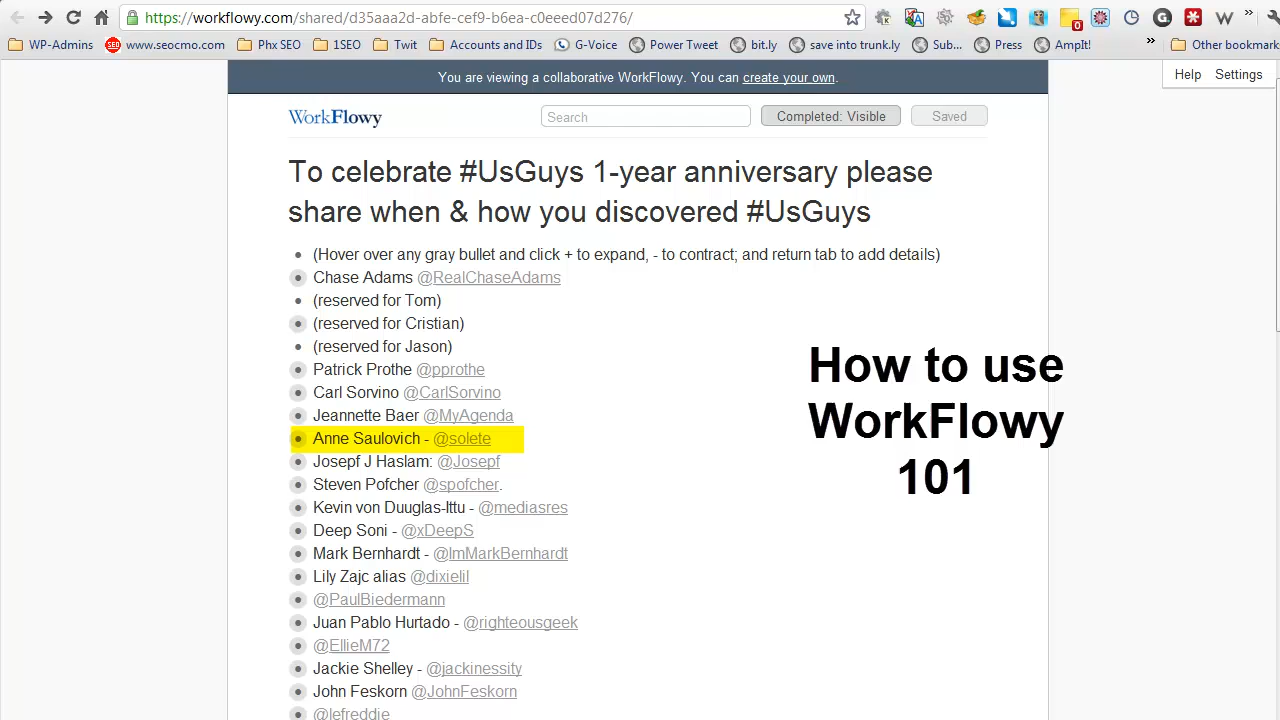 https://workflowy.com/shared/d35aaa2d-abfe-cef9-b6ea-c0eeed07d276/
0
G
W
»
WP-Admins
SEO
www.seocmo.com
Phx SEO
1SEO
Twit
Accounts and IDs
G-Voice
Power Tweet
bit.ly
save into trunk.ly
Sub...
Press
AmpIt!
»
Other bookmark
You are viewing a collaborative WorkFlowy. You can create your own.
Help Settings
WorkFlowy
Search
Completed: Visible
Saved
To celebrate #UsGuys 1-year anniversary please
share when & how you discovered #UsGuys
(Hover over any gray bullet and click + to expand, - to contract; and return tab to add details)
Chase Adams @RealChaseAdams
(reserved for Tom)
(reserved for Cristian)
(reserved for Jason)
Patrick Prothe @pprothe
Carl Sorvino @CarlSorvino
Jeannette Baer @MyAgenda
Anne Saulovich - @solete
Josepf J Haslam: @Josepf
Steven Pofcher @spofcher.
Kevin von Duuglas-Ittu - @mediasres
Deep Soni - @xDeepS
Mark Bernhardt - @ImMarkBernhardt
Lily Zajc alias @dixielil
@PaulBiedermann
Juan Pablo Hurtado - @righteousgeek
@EllieM72
Jackie Shelley - @jackinessity
John Feskorn @JohnFeskorn
@lefreddie
How to use
WorkFlowy
101